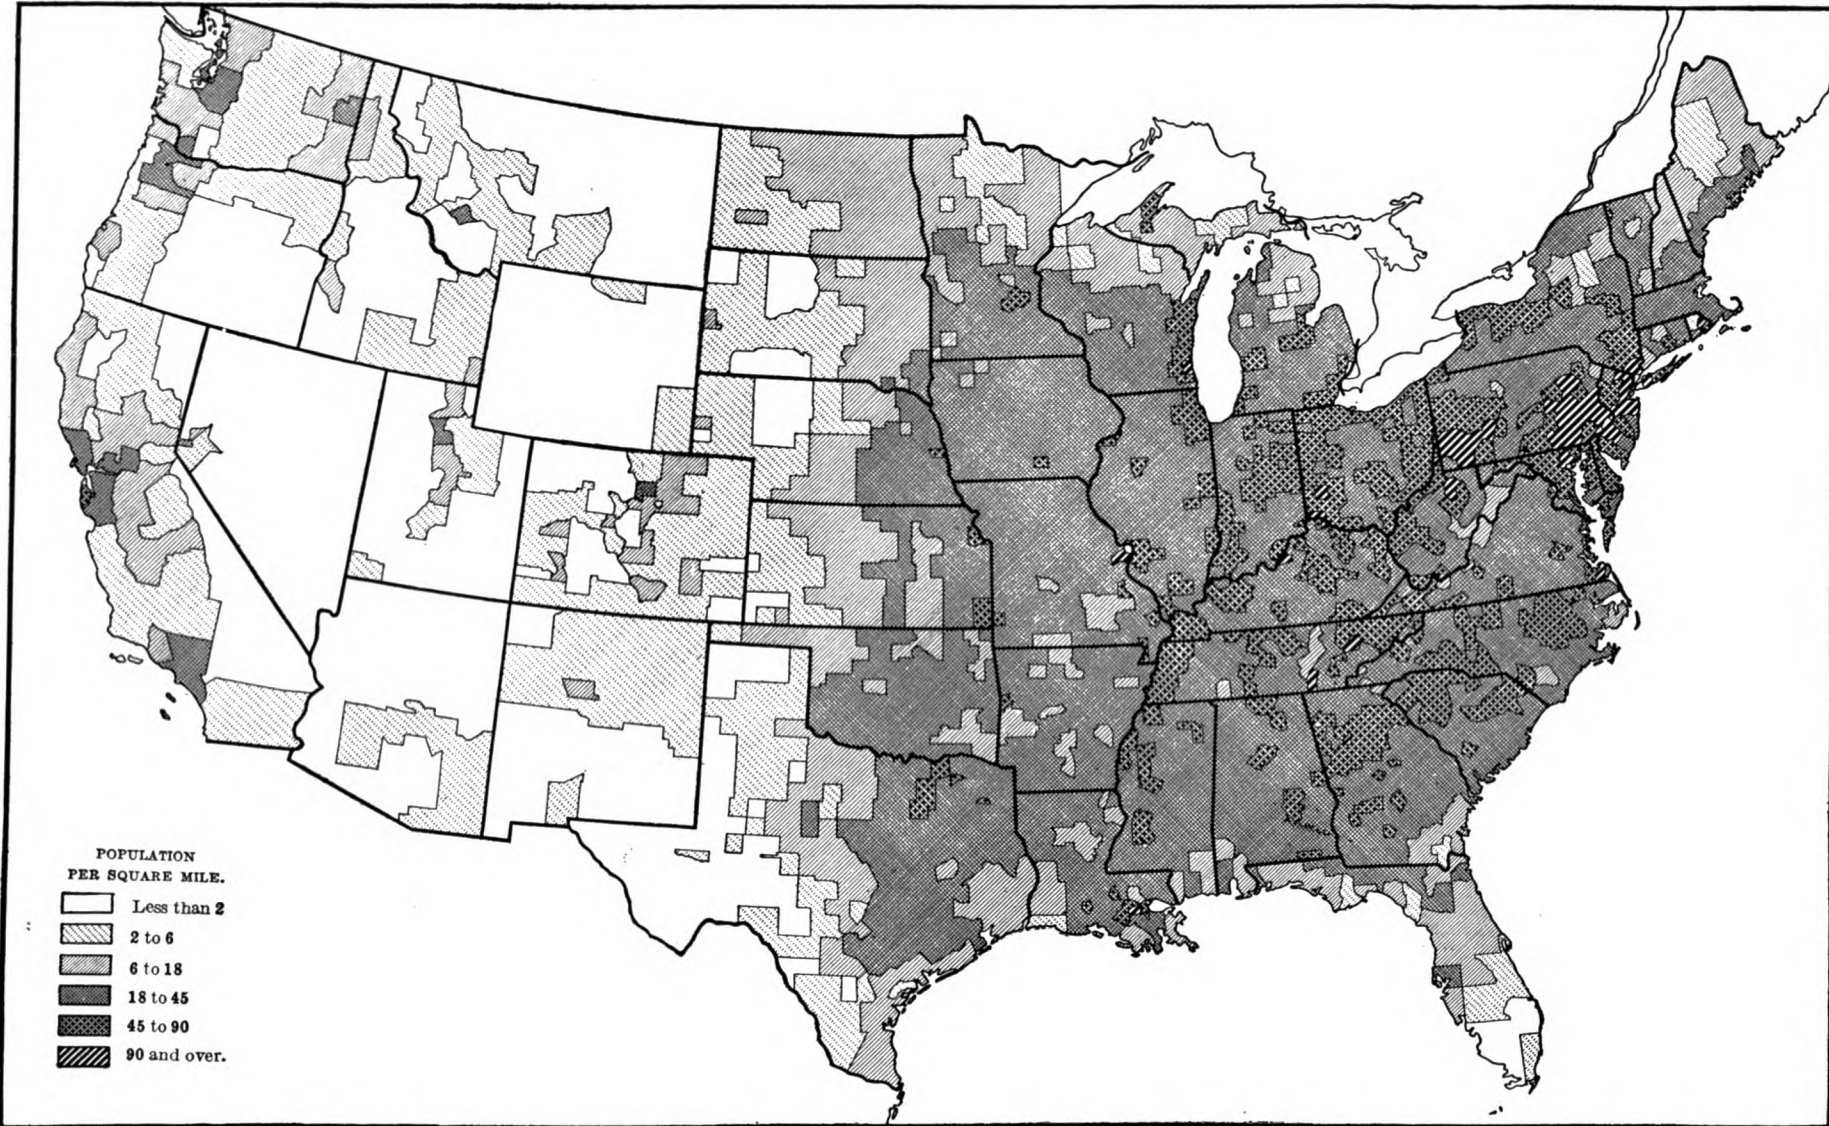 POPULATION
PER SQUARE MILE.
Less than 2
2 to 6
6 to 18
18 to 45
45 to 90
90 and over.